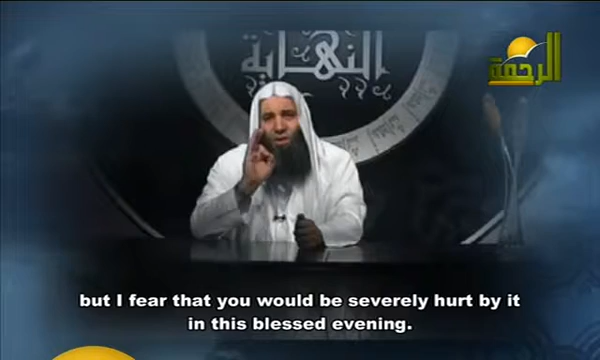 النهاية
الرحمة
but I fear that you would be severely hurt by it
in this blessed evening.